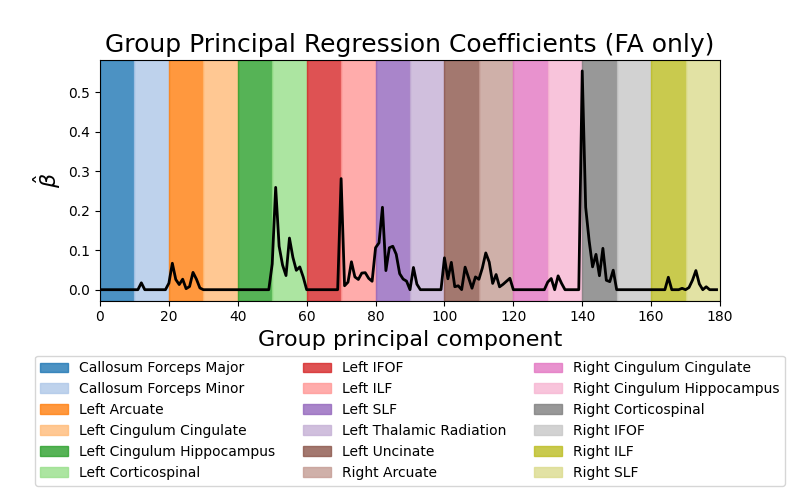 Group Principal Regression Coefficients (FA only)
0.5
0.4
0.3
0.2
0.1
0.0
β̂
0 20 40 60 80 100 120 140 160 180
Group principal component
Callosum Forceps Major Left IFOF Right Cingulum Cingulate
Callosum Forceps Minor Left ILF Right Cingulum Hippocampus
Left Arcuate Left SLF Right Corticospinal
Left Cingulum Cingulate Left Thalamic Radiation Right IFOF
Left Cingulum Hippocampus Left Uncinate Right ILF
Left Corticospinal Right Arcuate Right SLF